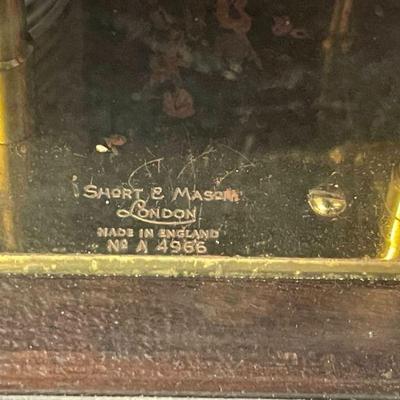 SHORT & MASON
LONDON
MADE IN ENGLAND
No A 4966